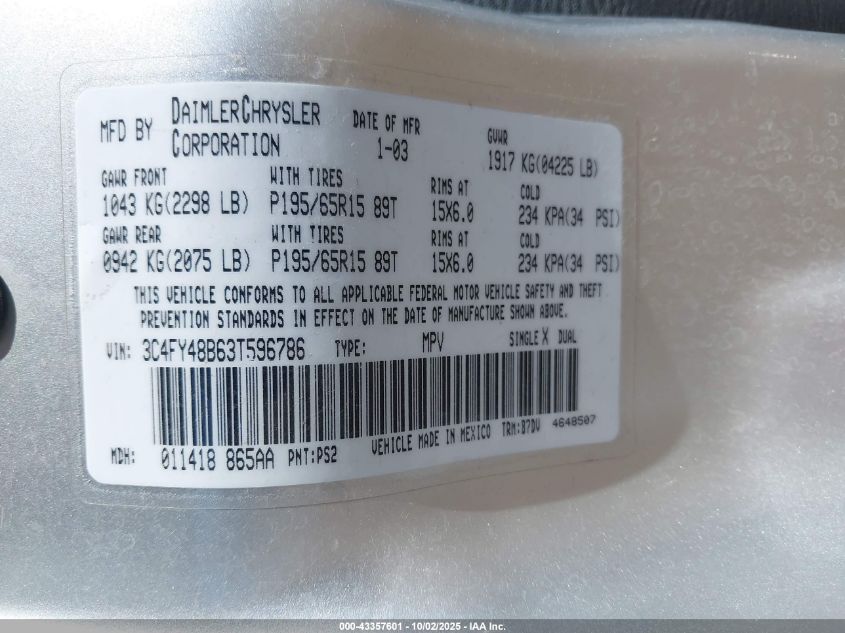 MFD BY DAIMLERCHRYSLER CORPORATION DATE OF MFR 1-03 GVWR 1917 KG(04225 LB)
GAWR FRONT WITH TIRES RIMS AT COLD
1043 KG(2298 LB) P195/65R15 89T 15X6.0 234 KPA(34 PSI)
GAWR REAR WITH TIRES RIMS AT COLD
0942 KG(2075 LB) P195/65R15 89T 15X6.0 234 KPA(34 PSI)
THIS VEHICLE CONFORMS TO ALL APPLICABLE FEDERAL MOTOR VEHICLE SAFETY AND THEFT
PREVENTION STANDARDS IN EFFECT ON THE DATE OF MANUFACTURE SHOWN ABOVE.
VIN: 3C4FY48B63T596786 TYPE: MPV SINGLE X DUAL
MDH: 011418 865AA PNT:PS2 VEHICLE MADE IN MEXICO TRM:B7DV 4648507
000-43357601 - 10/02/2025 - IAA Inc.